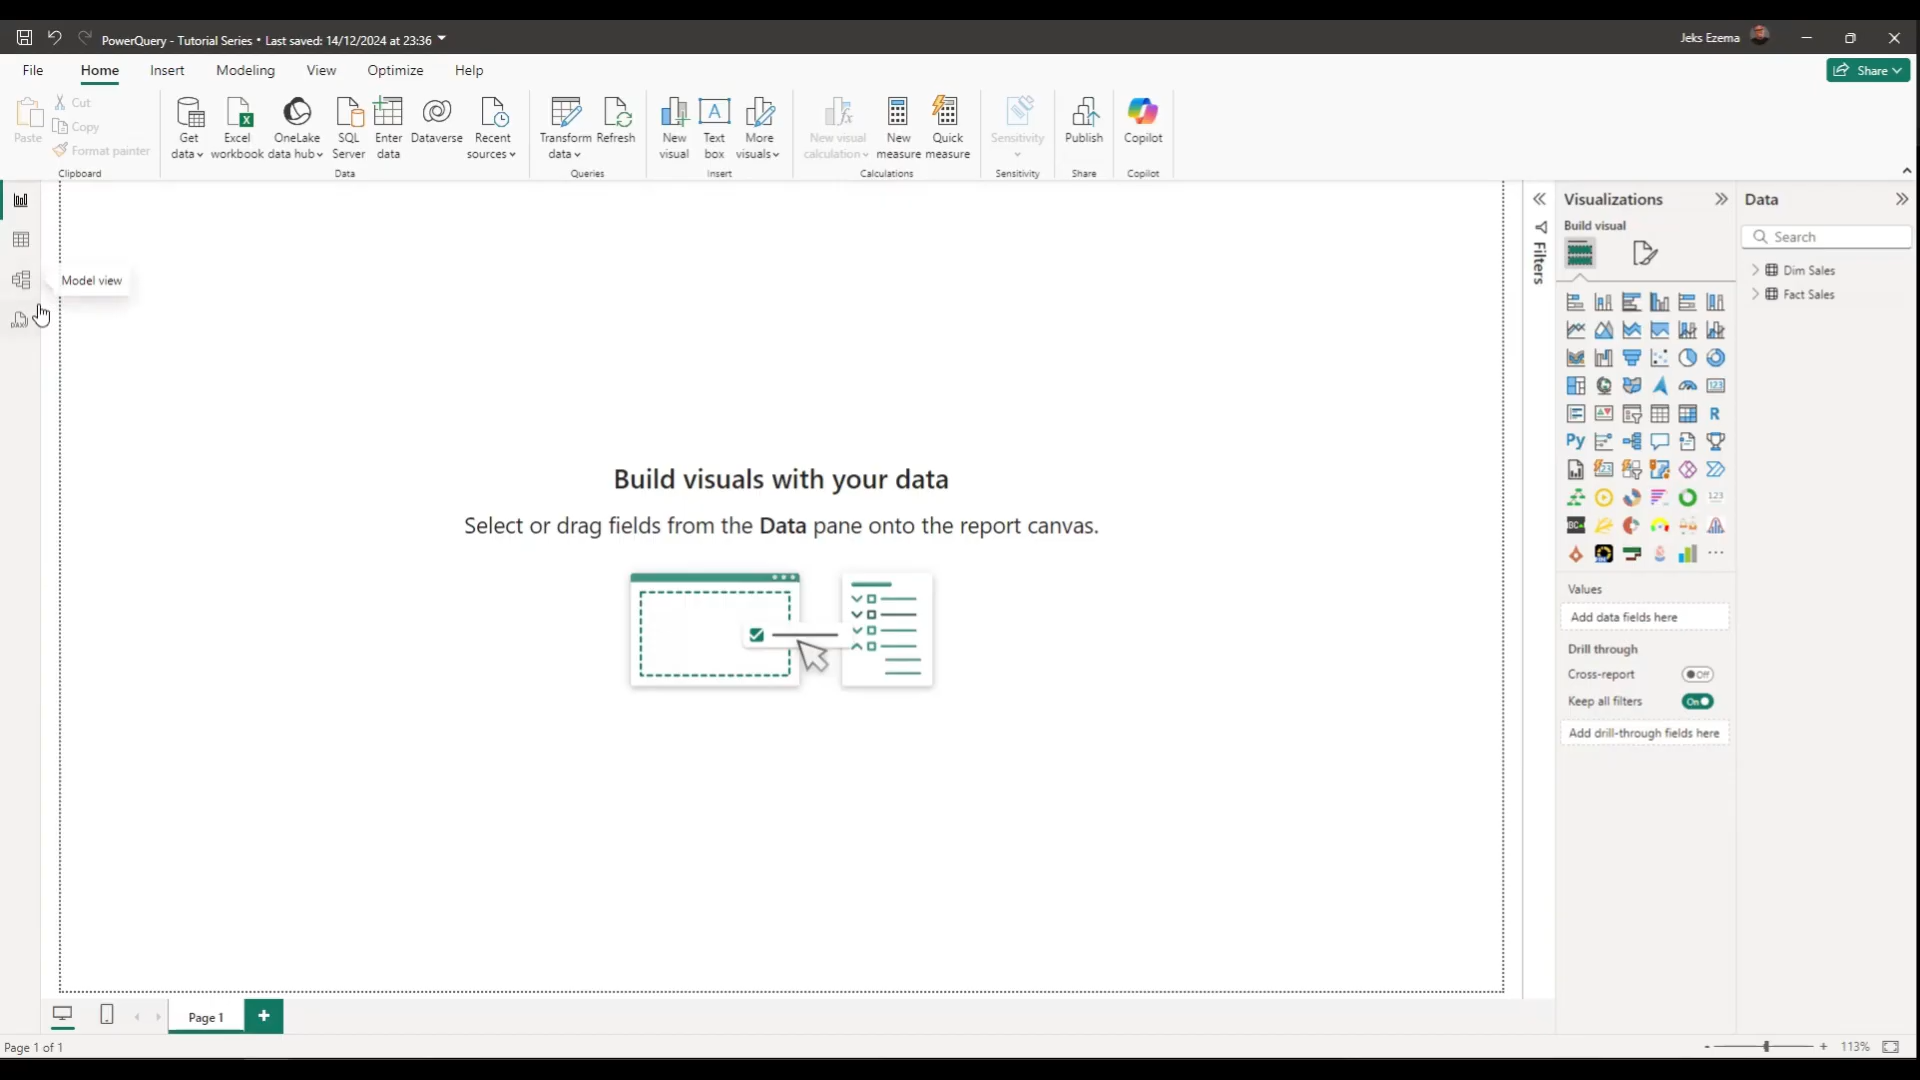 PowerQuery - Tutorial Series • Last saved: 14/12/2024 at 23:36
Jeks Ezema
File Home Insert Modeling View Optimize Help
Share
Paste
Cut
Copy
Format painter
Clipboard
Get
data
Excel
workbook
OneLake
data hub
SQL
Server
Enter
data
Dataverse
Recent
sources
Data
Transform
data
Refresh
Queries
New
visual
Text
box
More
visuals
Insert
New visual
calculation
New
measure
Quick
measure
Calculations
Sensitivity
Sensitivity
Publish
Share
Copilot
Copilot
Model view
Build visuals with your data
Select or drag fields from the Data pane onto the report canvas.
Filters
Visualizations
Build visual
123
R
Py
123
Values
Add data fields here
Drill through
Cross-report
Off
Keep all filters
On
Add drill-through fields here
Data
Search
Dim Sales
Fact Sales
Page 1
Page 1 of 1
113%